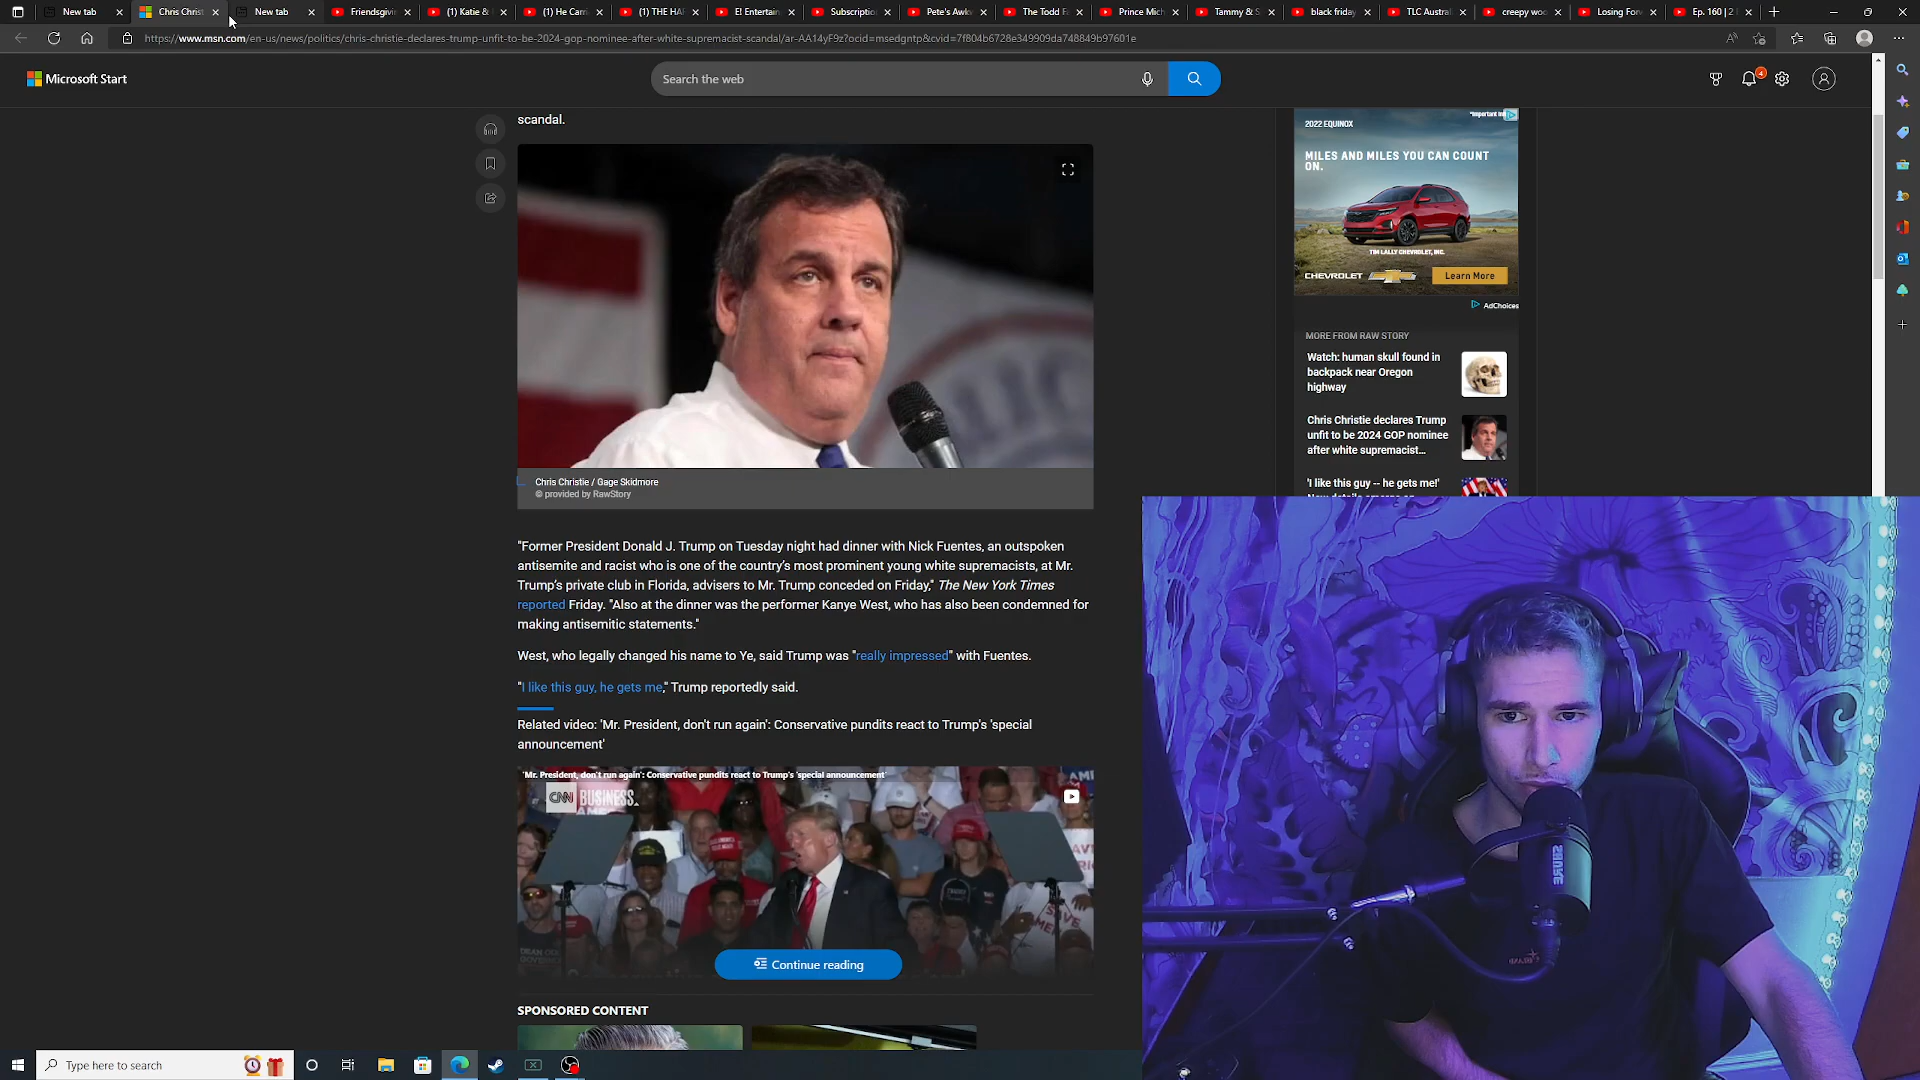 New tab
Chris Christ
New tab
Friendsgivi
(1) Katie &
(1) He Carri
(1) THE HA
E! Entertain
Subscriptio
Pete's Awk
The Todd F
Prince Mich
Tammy & S
black friday
TLC Austral
creepy woo
Losing For
Ep. 160 | 2
https://www.msn.com/en-us/news/politics/chris-christie-declares-trump-unfit-to-be-2024-gop-nominee-after-white-supremacist-scandal/ar-AA14yF9z?ocid=msedgntp&cvid=7f804b6728e349909da748849b97601e
Microsoft Start
Search the web
4
scandal.
Chris Christie / Gage Skidmore
© provided by RawStory
"Former President Donald J. Trump on Tuesday night had dinner with Nick Fuentes, an outspoken
antisemite and racist who is one of the country's most prominent young white supremacists, at Mr.
Trump's private club in Florida, advisers to Mr. Trump conceded on Friday," The New York Times
reported Friday. "Also at the dinner was the performer Kanye West, who has also been condemned for
making antisemitic statements."
West, who legally changed his name to Ye, said Trump was "really impressed" with Fuentes.
"I like this guy, he gets me," Trump reportedly said.
Related video: 'Mr. President, don't run again': Conservative pundits react to Trump's 'special
announcement'
'Mr. President, don't run again': Conservative pundits react to Trump's 'special announcement'
CNN BUSINESS
Continue reading
SPONSORED CONTENT
2022 EQUINOX
MILES AND MILES YOU CAN COUNT
ON.
TIM LALLY CHEVROLET, INC.
CHEVROLET
Learn More
AdChoices
MORE FROM RAW STORY
Watch: human skull found in
backpack near Oregon
highway
Chris Christie declares Trump
unfit to be 2024 GOP nominee
after white supremacist...
'I like this guy -- he gets me!'
SHURE
Type here to search